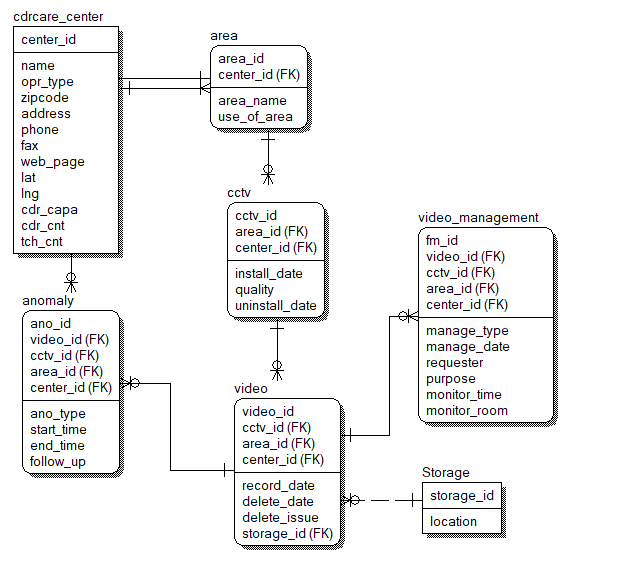 cdrcare_center
center_id
name
opr_type
zipcode
address
phone
fax
web_page
lat
lng
cdr_capa
cdr_cnt
tch_cnt
area
area_id
center_id (FK)
area_name
use_of_area
cctv
cctv_id
area_id (FK)
center_id (FK)
install_date
quality
uninstall_date
video_management
fm_id
video_id (FK)
cctv_id (FK)
area_id (FK)
center_id (FK)
manage_type
manage_date
requester
purpose
monitor_time
monitor_room
anomaly
ano_id
video_id (FK)
cctv_id (FK)
area_id (FK)
center_id (FK)
ano_type
start_time
end_time
follow_up
video
video_id
cctv_id (FK)
area_id (FK)
center_id (FK)
record_date
delete_date
delete_issue
storage_id (FK)
Storage
storage_id
location